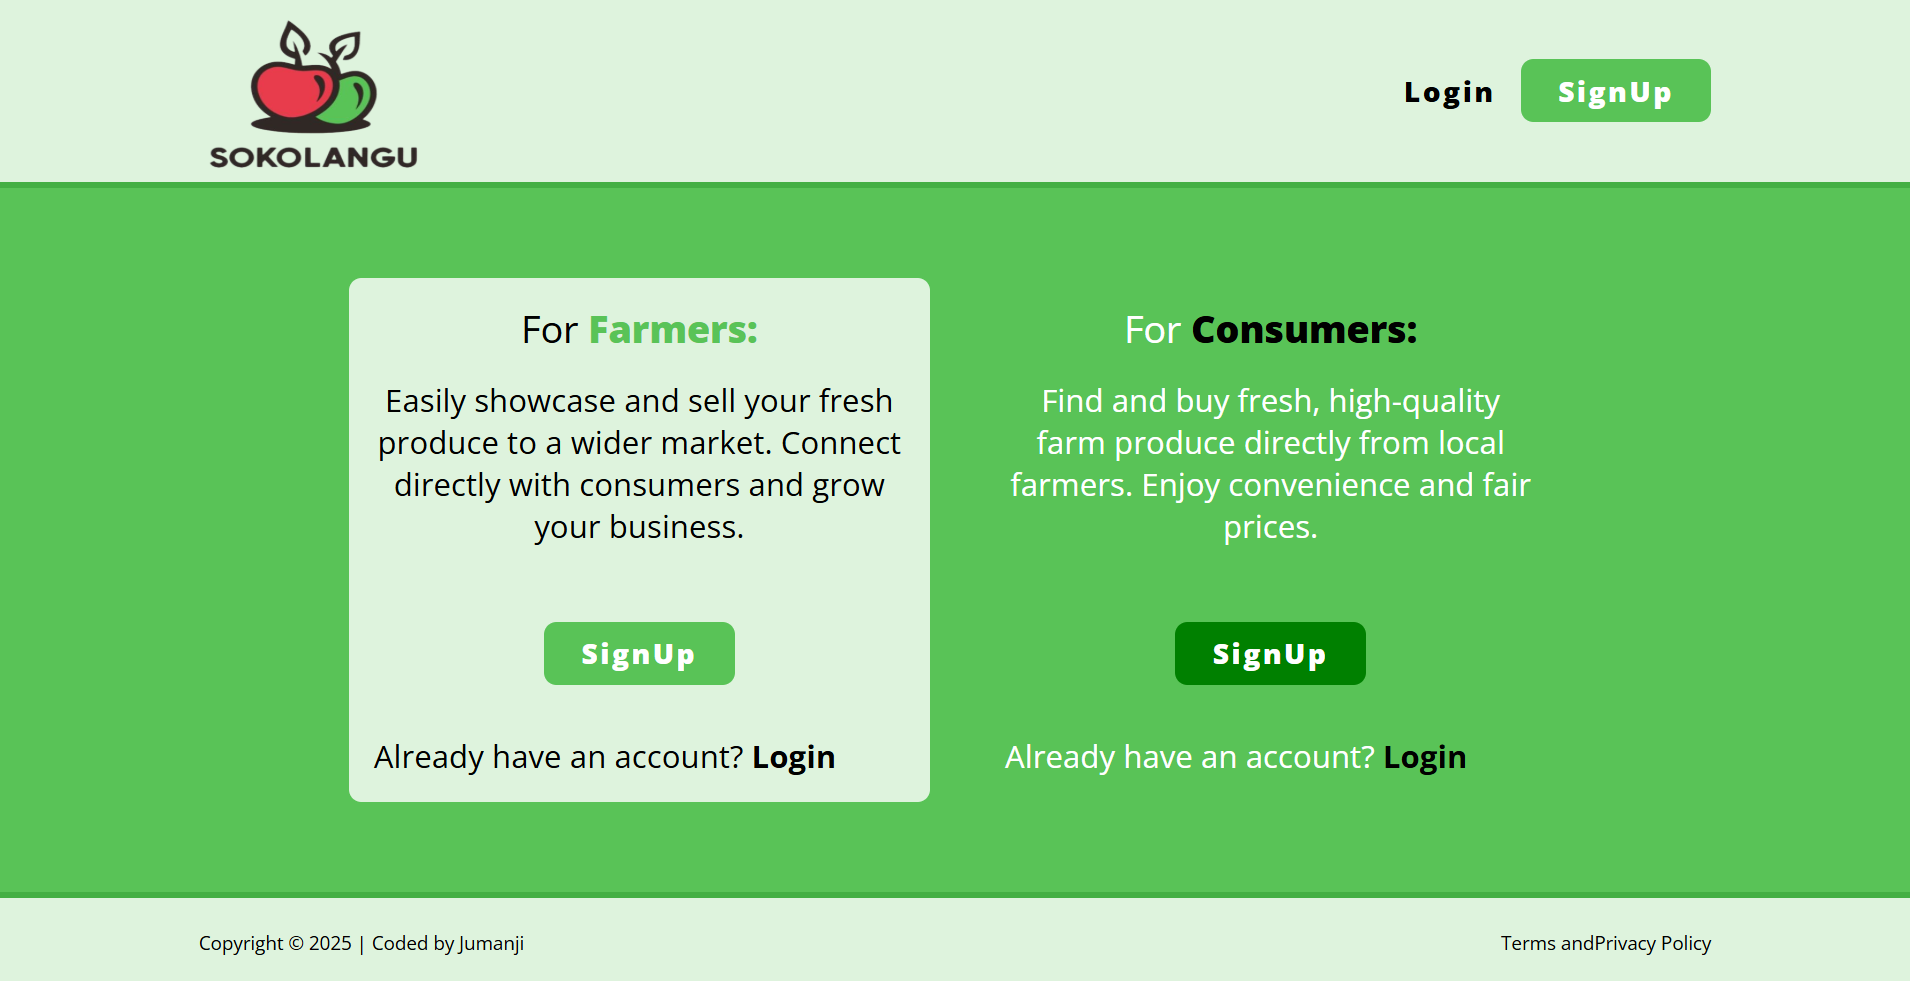 SOKOLANGU
Login
SignUp
For Farmers:
Easily showcase and sell your fresh
produce to a wider market. Connect
directly with consumers and grow
your business.
SignUp
Already have an account? Login
For Consumers:
Find and buy fresh, high-quality
farm produce directly from local
farmers. Enjoy convenience and fair
prices.
SignUp
Already have an account? Login
Copyright © 2025 | Coded by Jumanji
Terms andPrivacy Policy